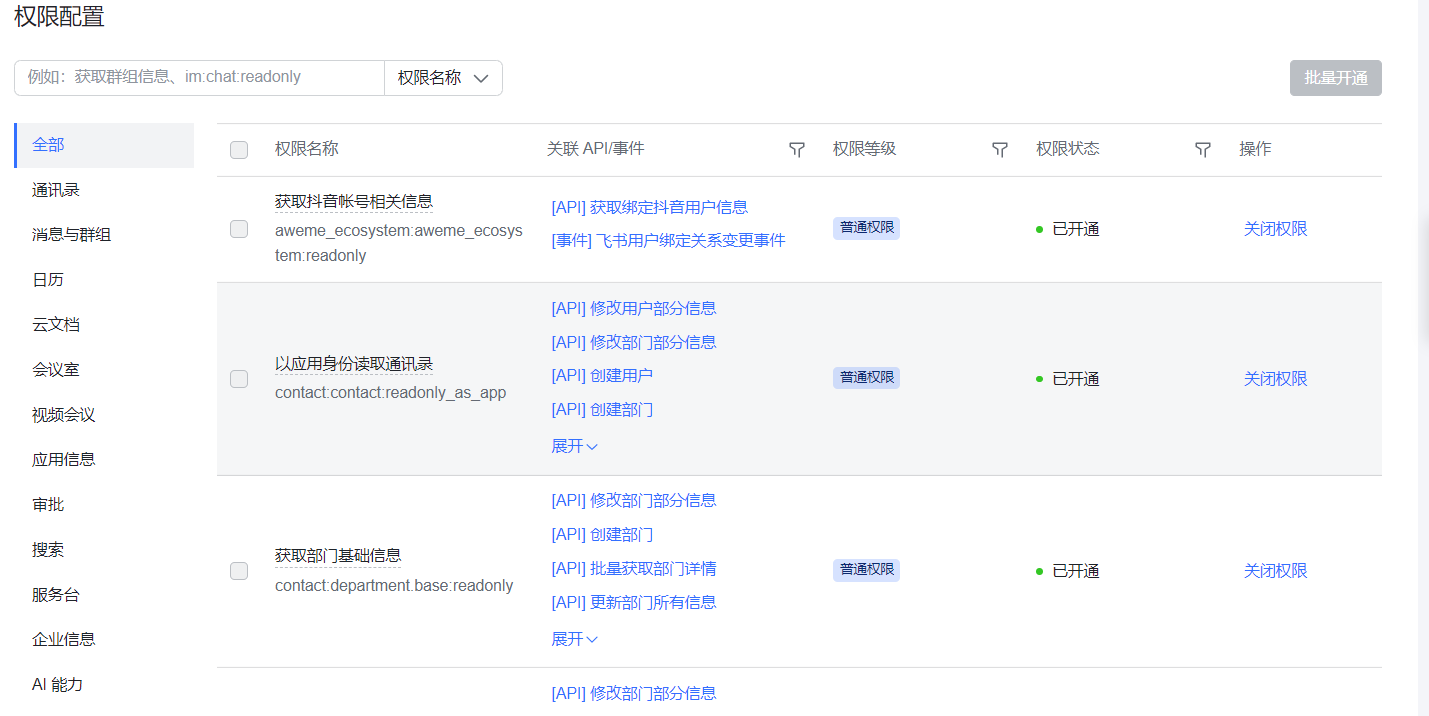 权限配置
例如：获取群组信息、im:chat:readonly
权限名称
批量开通
全部
通讯录
消息与群组
日历
云文档
会议室
视频会议
应用信息
审批
搜索
服务台
企业信息
AI 能力
权限名称
关联 API/事件
权限等级
权限状态
操作
获取抖音帐号相关信息
aweme_ecosystem:aweme_ecosys
tem:readonly
[API] 获取绑定抖音用户信息
[事件] 飞书用户绑定关系变更事件
普通权限
已开通
关闭权限
以应用身份读取通讯录
contact:contact:readonly_as_app
[API] 修改用户部分信息
[API] 修改部门部分信息
[API] 创建用户
[API] 创建部门
展开
普通权限
已开通
关闭权限
获取部门基础信息
contact:department.base:readonly
[API] 修改部门部分信息
[API] 创建部门
[API] 批量获取部门详情
[API] 更新部门所有信息
展开
普通权限
已开通
关闭权限
[API] 修改部门部分信息